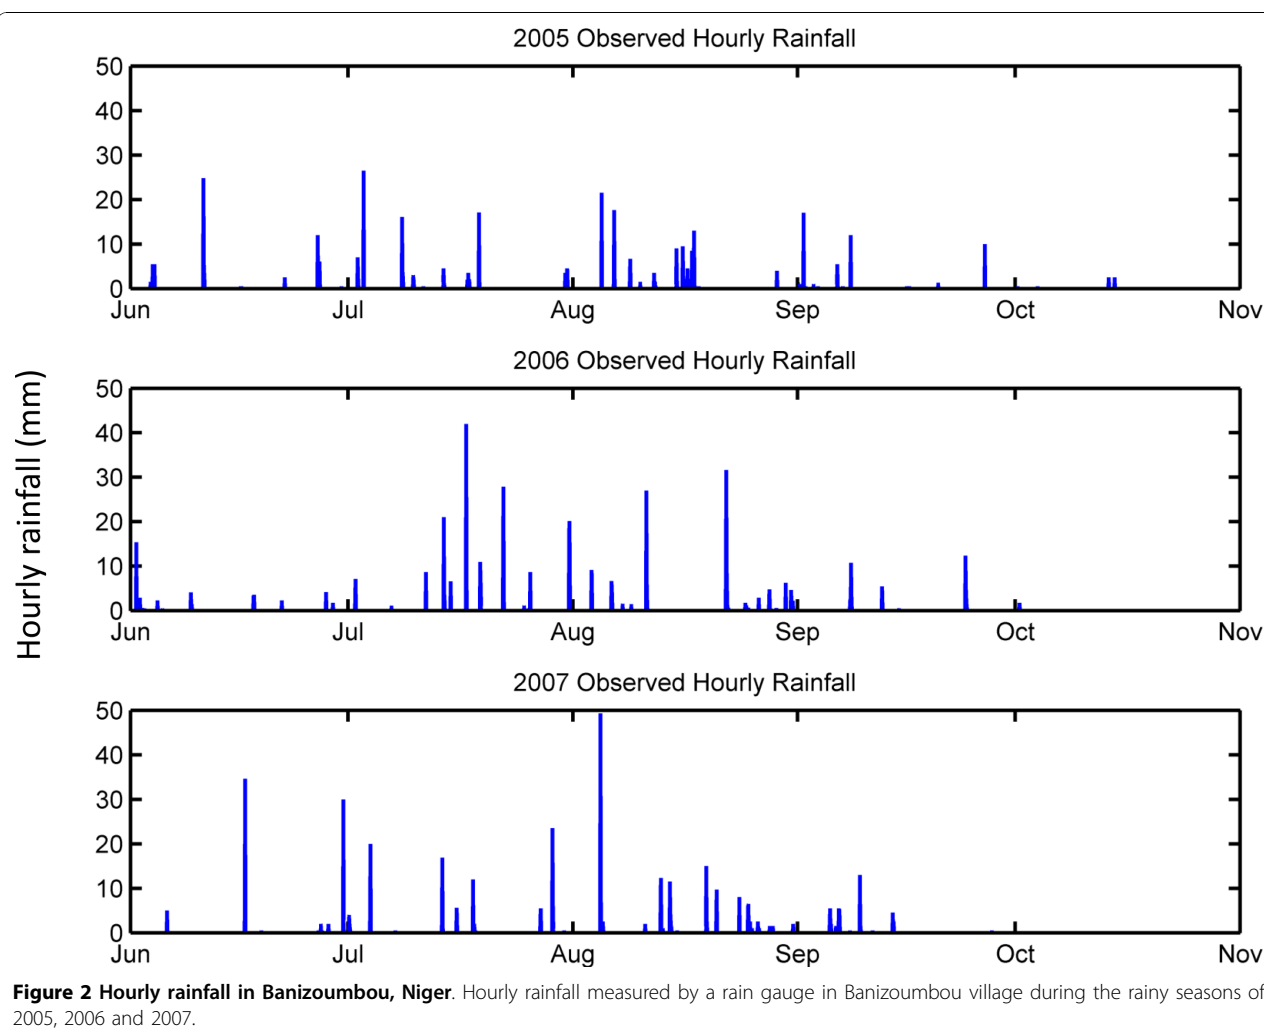 2005 Observed Hourly Rainfall
50
40
30
20
10
0
Jun Jul Aug Sep Oct Nov
2006 Observed Hourly Rainfall
50
40
30
20
10
0
Jun Jul Aug Sep Oct Nov
Hourly rainfall (mm)
2007 Observed Hourly Rainfall
50
40
30
20
10
0
Jun Jul Aug Sep Oct Nov
Figure 2 Hourly rainfall in Banizoumbou, Niger. Hourly rainfall measured by a rain gauge in Banizoumbou village during the rainy seasons of
2005, 2006 and 2007.